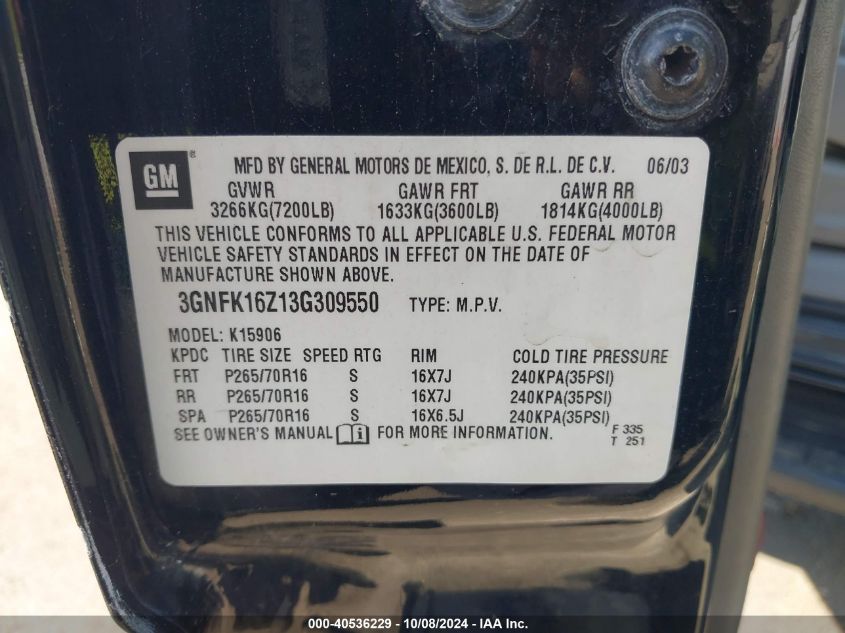 GM® MFD BY GENERAL MOTORS DE MEXICO, S. DE R.L. DE C.V. 06/03
GVWR GAWR FRT GAWR RR
3266KG(7200LB) 1633KG(3600LB) 1814KG(4000LB)
THIS VEHICLE CONFORMS TO ALL APPLICABLE U.S. FEDERAL MOTOR
VEHICLE SAFETY STANDARDS IN EFFECT ON THE DATE OF
MANUFACTURE SHOWN ABOVE.
3GNFK16Z13G309550 TYPE: M.P.V.
MODEL: K15906
KPDC TIRE SIZE SPEED RTG RIM COLD TIRE PRESSURE
FRT P265/70R16 S 16X7J 240KPA(35PSI)
RR P265/70R16 S 16X7J 240KPA(35PSI)
SPA P265/70R16 S 16X6.5J 240KPA(35PSI)
SEE OWNER'S MANUAL i FOR MORE INFORMATION. F 335
T 251
000-40536229 - 10/08/2024 - IAA Inc.